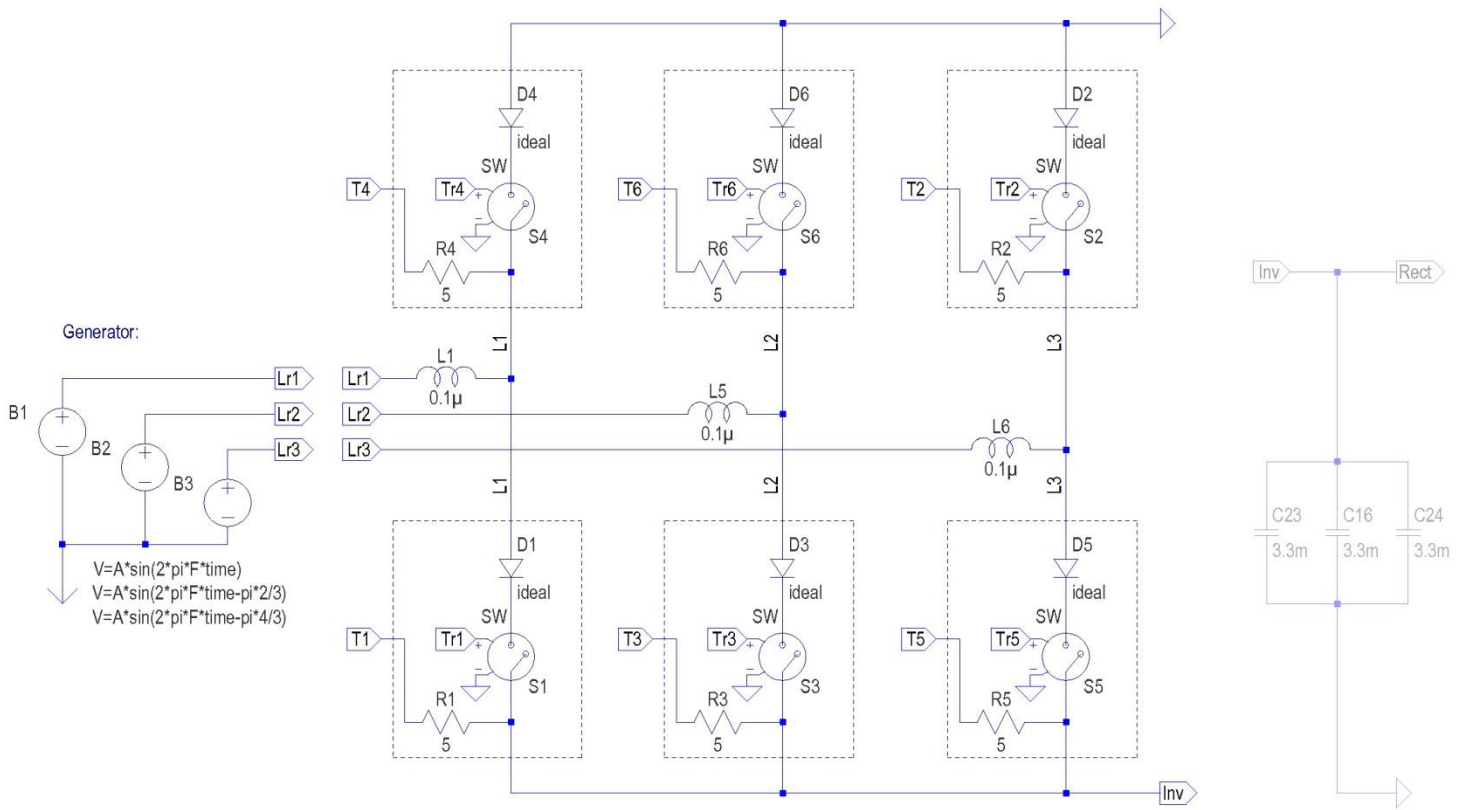 D4
ideal
SW
T4
Tr4
+
−
S4
R4
5
D6
ideal
SW
T6
Tr6
+
−
S6
R6
5
D2
ideal
SW
T2
Tr2
+
−
S2
R2
5
Inv
Rect
Generator:
L1
L2
L3
Lr1
Lr1
L1
0.1µ
Lr2
Lr2
L5
0.1µ
Lr3
Lr3
L6
0.1µ
B1
+
−
B2
+
−
B3
+
−
L1
L2
L3
C23
3.3m
C16
3.3m
C24
3.3m
V=A*sin(2*pi*F*time)
V=A*sin(2*pi*F*time-pi*2/3)
V=A*sin(2*pi*F*time-pi*4/3)
D1
ideal
SW
T1
Tr1
+
−
S1
R1
5
D3
ideal
SW
T3
Tr3
+
−
S3
R3
5
D5
ideal
SW
T5
Tr5
+
−
S5
R5
5
Inv